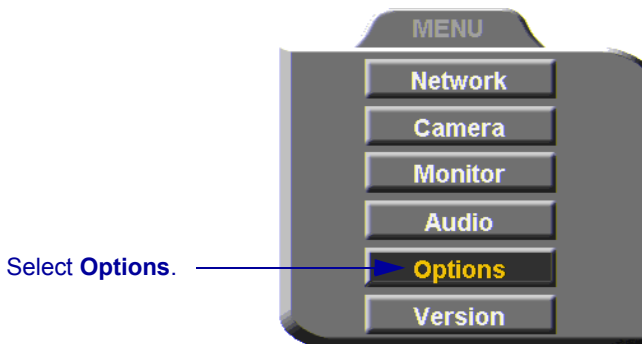 MENU
Network
Camera
Monitor
Audio
Select Options.
Options
Version